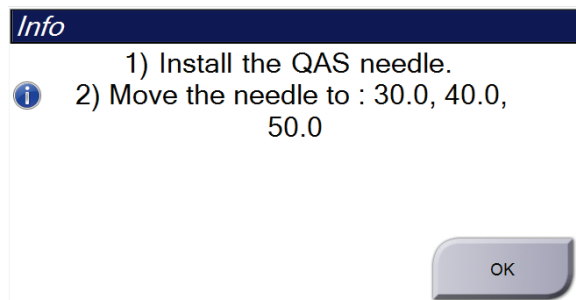 Info
1) Install the QAS needle.
2) Move the needle to : 30.0, 40.0,
50.0
OK